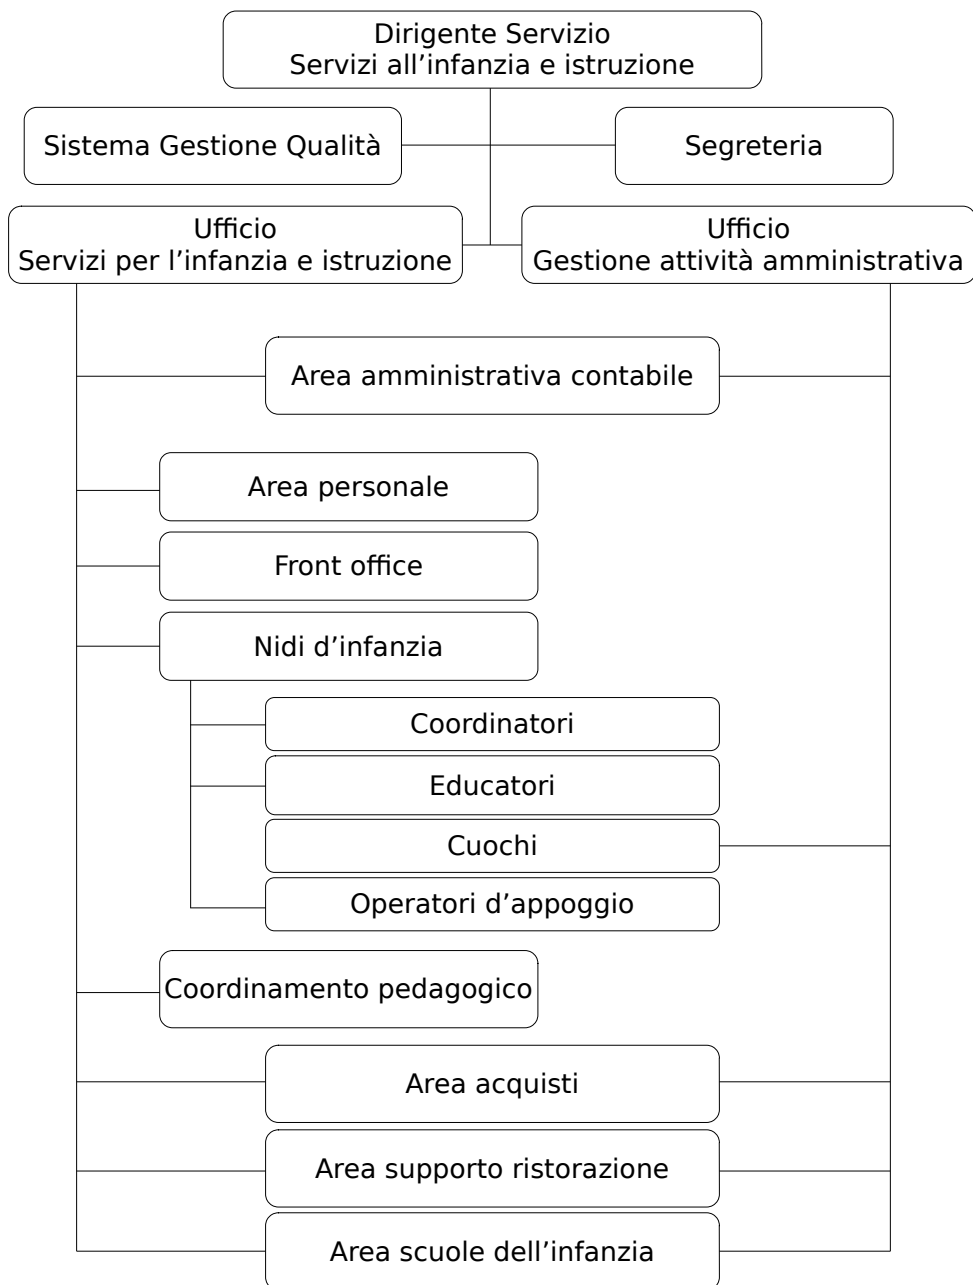 Dirigente Servizio
Servizi all’infanzia e istruzione
Sistema Gestione Qualità
Segreteria
Ufficio
Servizi per l’infanzia e istruzione
Ufficio
Gestione attività amministrativa
Area amministrativa contabile
Area personale
Front office
Nidi d’infanzia
Coordinatori
Educatori
Cuochi
Operatori d’appoggio
Coordinamento pedagogico
Area acquisti
Area supporto ristorazione
Area scuole dell’infanzia